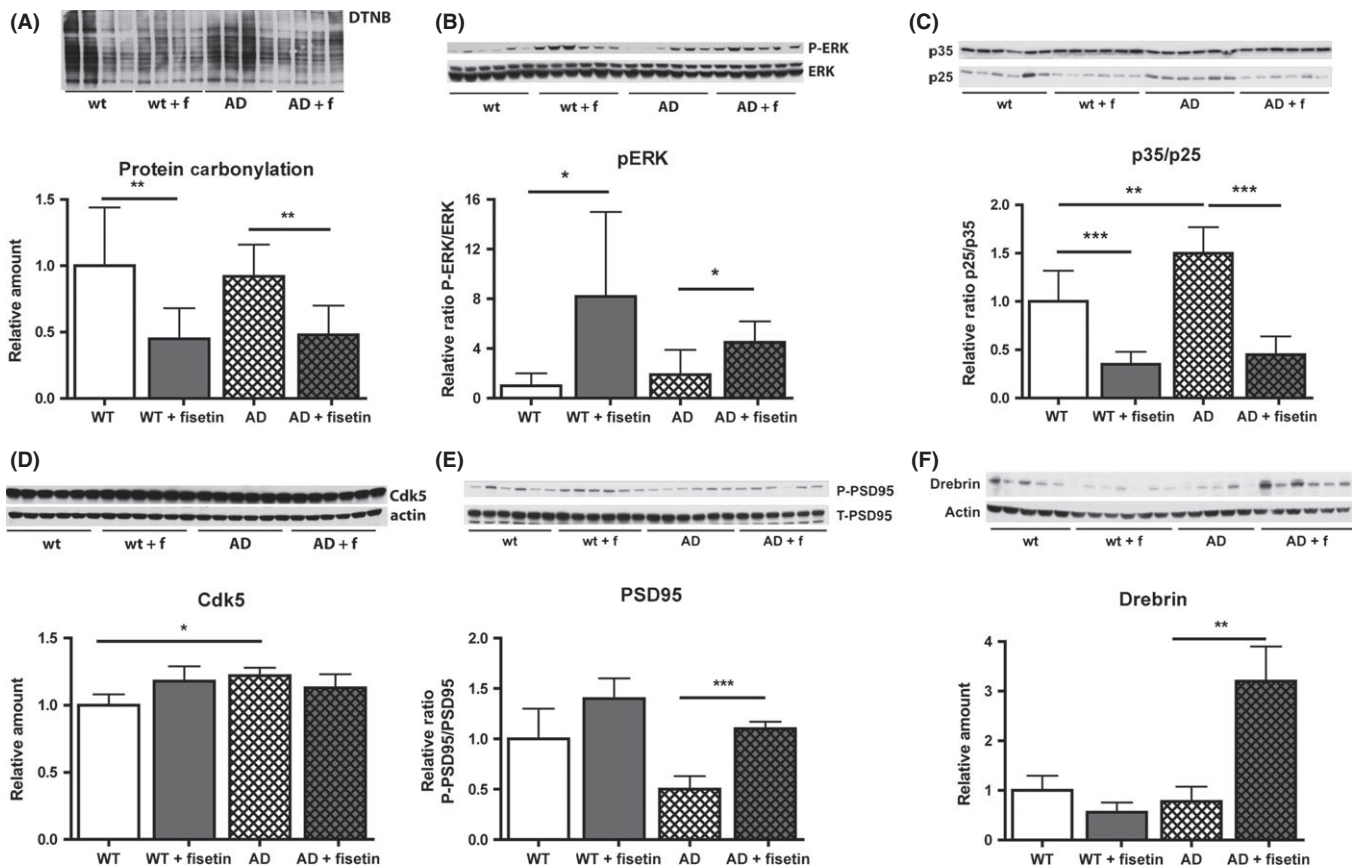 (A)
DTNB
wt wt + f AD AD + f
Protein carbonylation
** **
Relative amount
1.5
1.0
0.5
0.0
WT WT + fisetin AD AD + fisetin
(B)
P-ERK
ERK
wt wt + f AD AD + f
pERK
* *
Relative ratio P-ERK/ERK
16
12
8
4
0
WT WT + fisetin AD AD + fisetin
(C)
p35
p25
wt wt + f AD AD + f
p35/p25
** ***
***
Relative ratio p25/p35
2.0
1.5
1.0
0.5
0.0
WT WT + fisetin AD AD + fisetin
(D)
Cdk5
actin
wt wt + f AD AD + f
Cdk5
*
Relative amount
1.5
1.0
0.5
0.0
WT WT + fisetin AD AD + fisetin
(E)
P-PSD95
T-PSD95
wt wt + f AD AD + f
PSD95
***
Relative ratio
P-PSD95/PSD95
2.0
1.5
1.0
0.5
0.0
WT WT + fisetin AD AD + fisetin
(F)
Drebrin
Actin
wt wt + f AD AD + f
Drebrin
**
Relative amount
4
3
2
1
0
WT WT + fisetin AD AD + fisetin